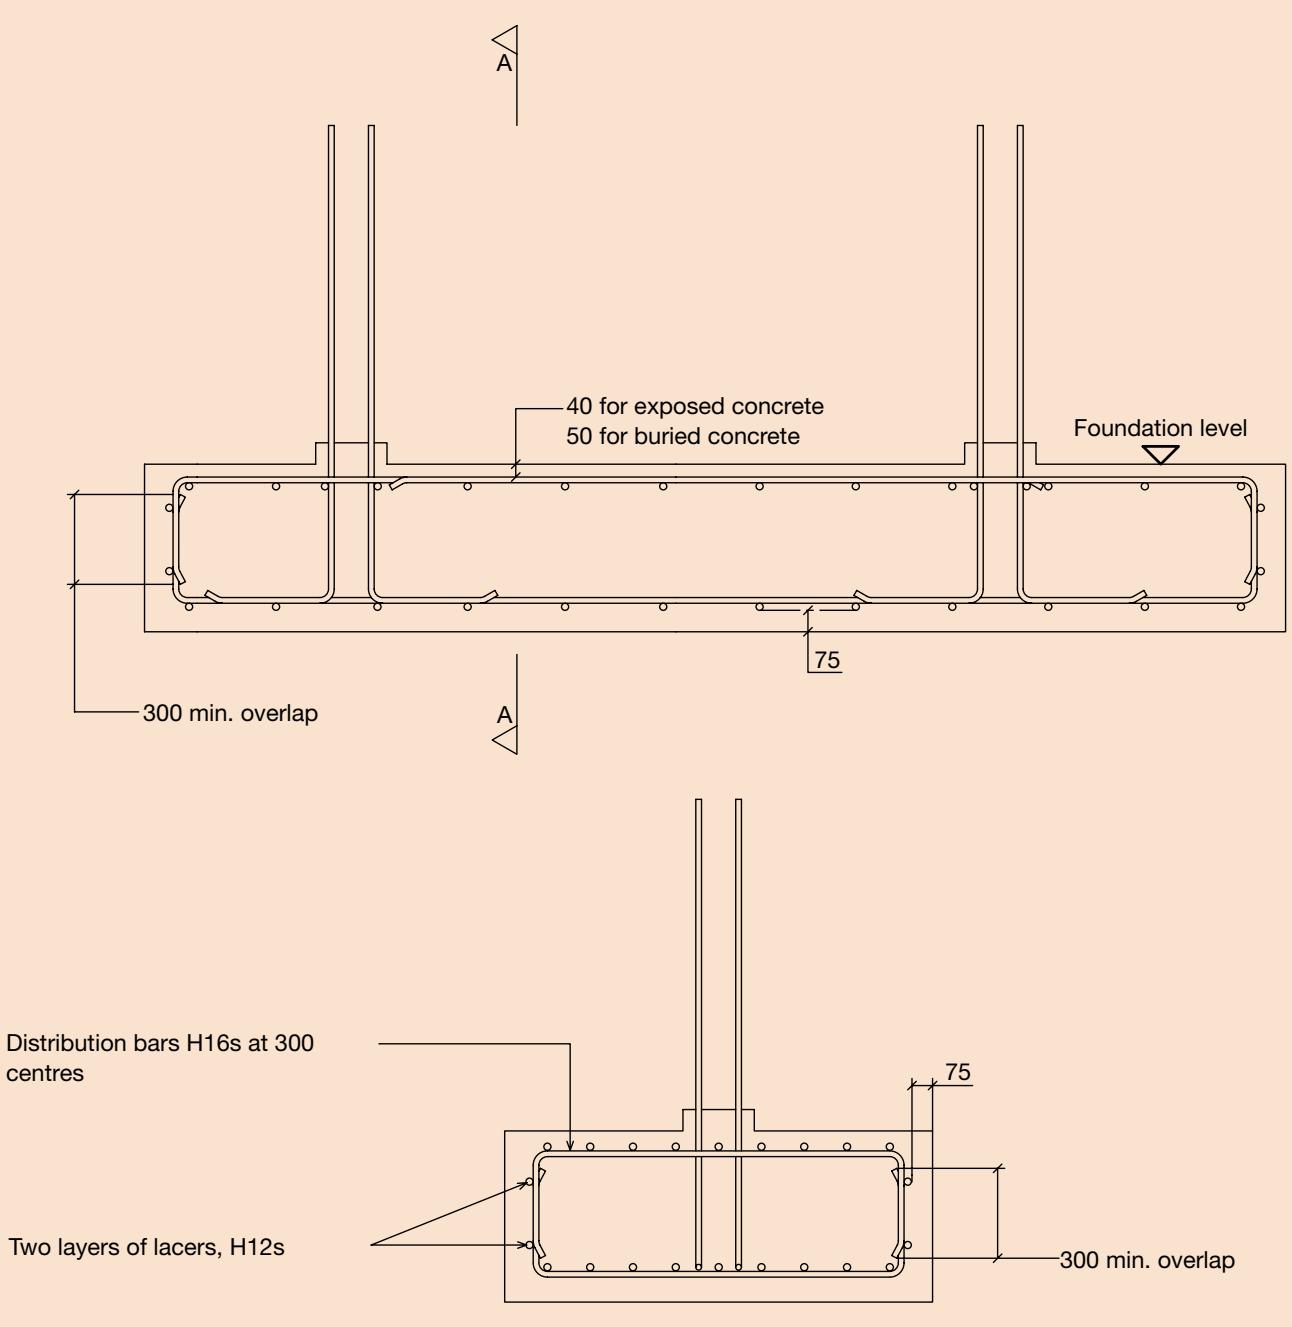 A
40 for exposed concrete
50 for buried concrete
Foundation level
75
300 min. overlap
A
Distribution bars H16s at 300
centres
75
Two layers of lacers, H12s
300 min. overlap